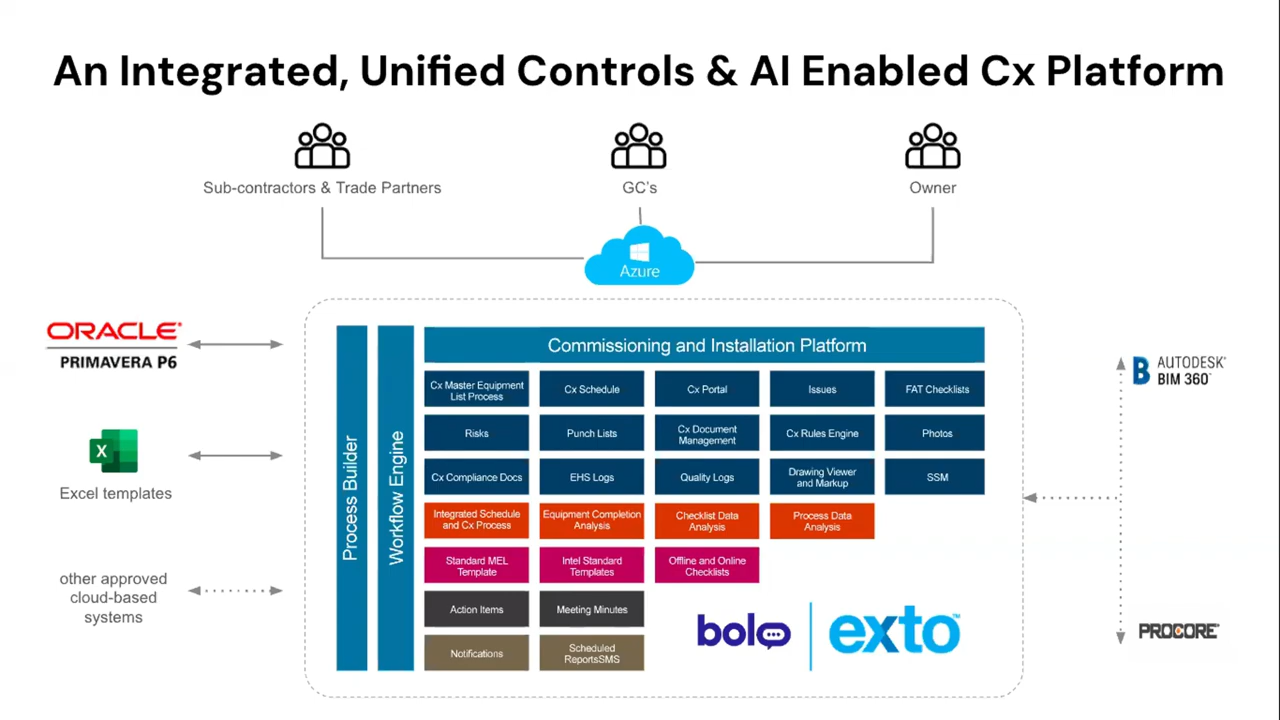 An Integrated, Unified Controls & AI Enabled Cx Platform
Sub-contractors & Trade Partners
GC's
Owner
Azure
ORACLE
PRIMAVERA P6
Excel templates
other approved
cloud-based
systems
Process Builder
Workflow Engine
Commissioning and Installation Platform
Cx Master Equipment
List Process
Cx Schedule
Cx Portal
Issues
FAT Checklists
Risks
Punch Lists
Cx Document
Management
Cx Rules Engine
Photos
Cx Compliance Docs
EHS Logs
Quality Logs
Drawing Viewer
and Markup
SSM
Integrated Schedule
and Cx Process
Equipment Completion
Analysis
Checklist Data
Analysis
Process Data
Analysis
Standard MEL
Template
Intel Standard
Templates
Offline and Online
Checklists
Action Items
Meeting Minutes
Notifications
Scheduled
ReportsSMS
bolo
exto™
B AUTODESK®
BIM 360™
PROCORE®
X